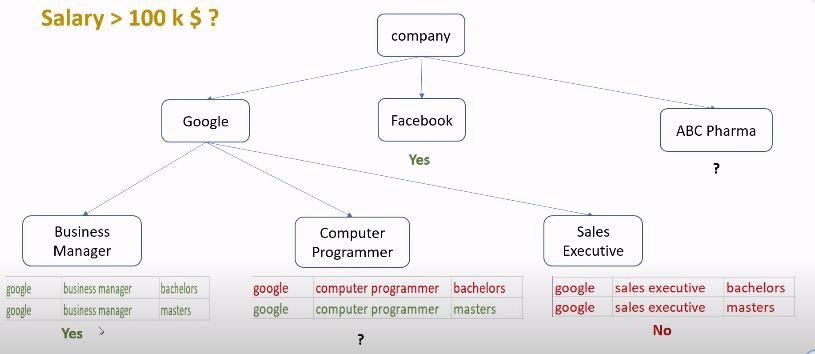 Salary > 100 k $ ?
company
Google
Facebook
ABC Pharma
Yes
?
Business
Manager
Computer
Programmer
Sales
Executive
google business manager bachelors
google business manager masters
google computer programmer bachelors
google computer programmer masters
google sales executive bachelors
google sales executive masters
Yes
?
No